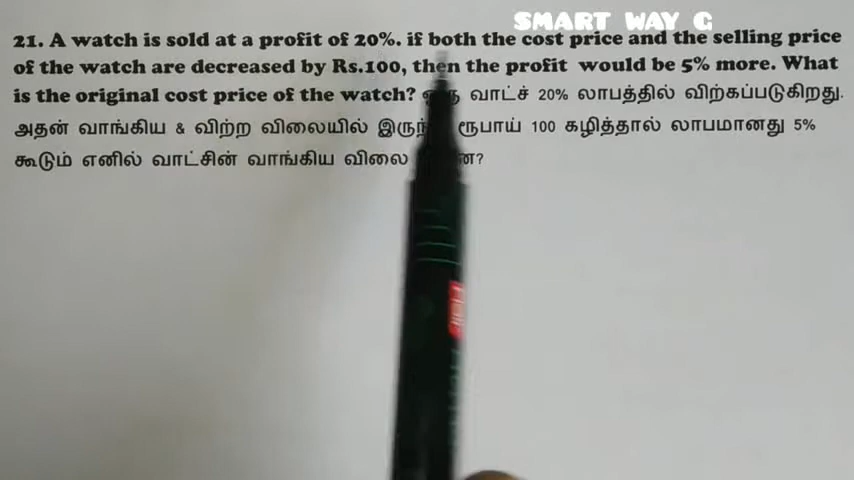 SMART WAY G
21. A watch is sold at a profit of 20%. if both the cost price and the selling price
of the watch are decreased by Rs.100, then the profit would be 5% more. What
is the original cost price of the watch? வாட்ச் 20% லாபத்தில் விற்கப்படுகிறது.
அதன் வாங்கிய & விற்ற விலையில் ரூபாய் 100 கழித்தால் லாபமானது 5%
கூடும் எனில் வாட்சின் வாங்கிய விலை